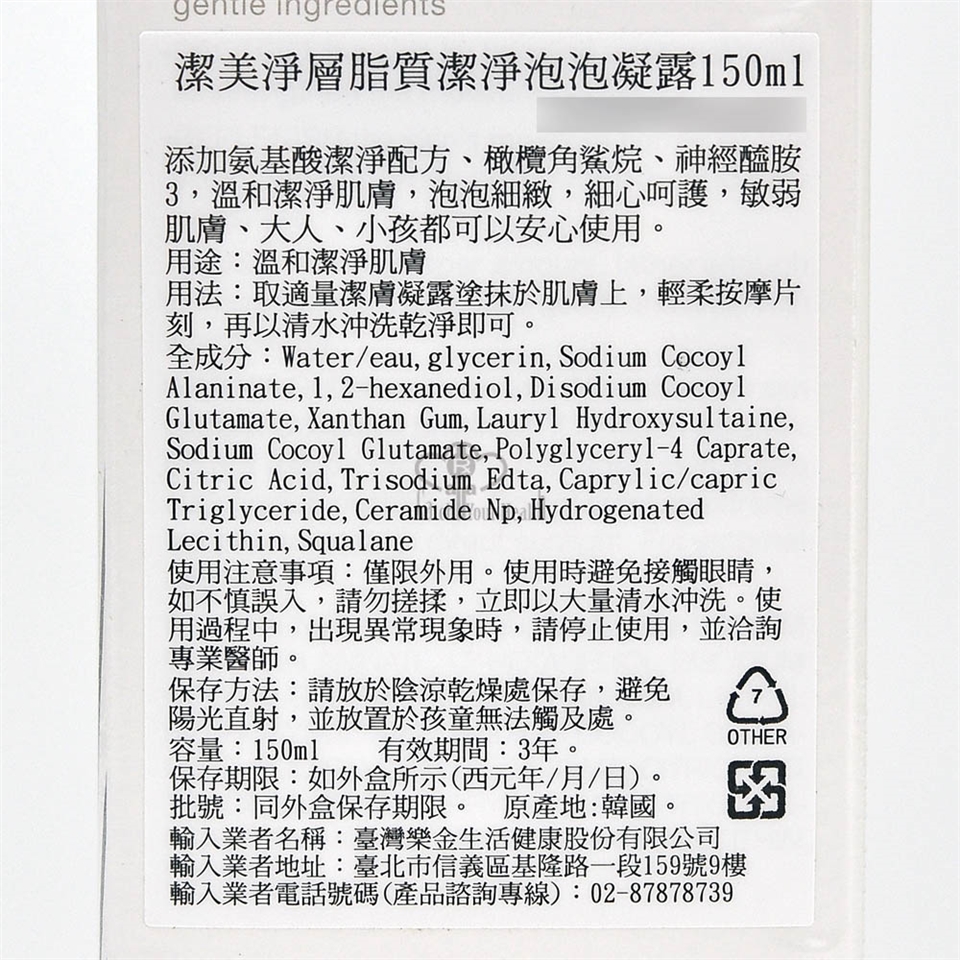 gentle ingredients
潔美淨層脂質潔淨泡泡凝露150ml
添加氨基酸潔淨配方、橄欖角鯊烷、神經醯胺
3，溫和潔淨肌膚，泡泡細緻，細心呵護，敏弱
肌膚、大人、小孩都可以安心使用。
用途：溫和潔淨肌膚
用法：取適量潔膚凝露塗抹於肌膚上，輕柔按摩片
刻，再以清水沖洗乾淨即可。
全成分：Water/eau,glycerin,Sodium Cocoyl
Alaninate,1,2-hexanediol,Disodium Cocoyl
Glutamate,Xanthan Gum,Lauryl Hydroxysultaine,
Sodium Cocoyl Glutamate,Polyglyceryl-4 Caprate,
Citric Acid,Trisodium Edta,Caprylic/capric
Triglyceride,Ceramide Np,Hydrogenated
Lecithin,Squalane
使用注意事項：僅限外用。使用時避免接觸眼睛，
如不慎誤入，請勿搓揉，立即以大量清水沖洗。使
用過程中，出現異常現象時，請停止使用，並洽詢
專業醫師。
保存方法：請放於陰涼乾燥處保存，避免
陽光直射，並放置於孩童無法觸及處。
7
OTHER
容量：150ml 有效期間：3年。
保存期限：如外盒所示(西元年/月/日)。
批號：同外盒保存期限。 原產地:韓國。
輸入業者名稱：臺灣樂金生活健康股份有限公司
輸入業者地址：臺北市信義區基隆路一段159號9樓
輸入業者電話號碼(產品諮詢專線)：02-87878739